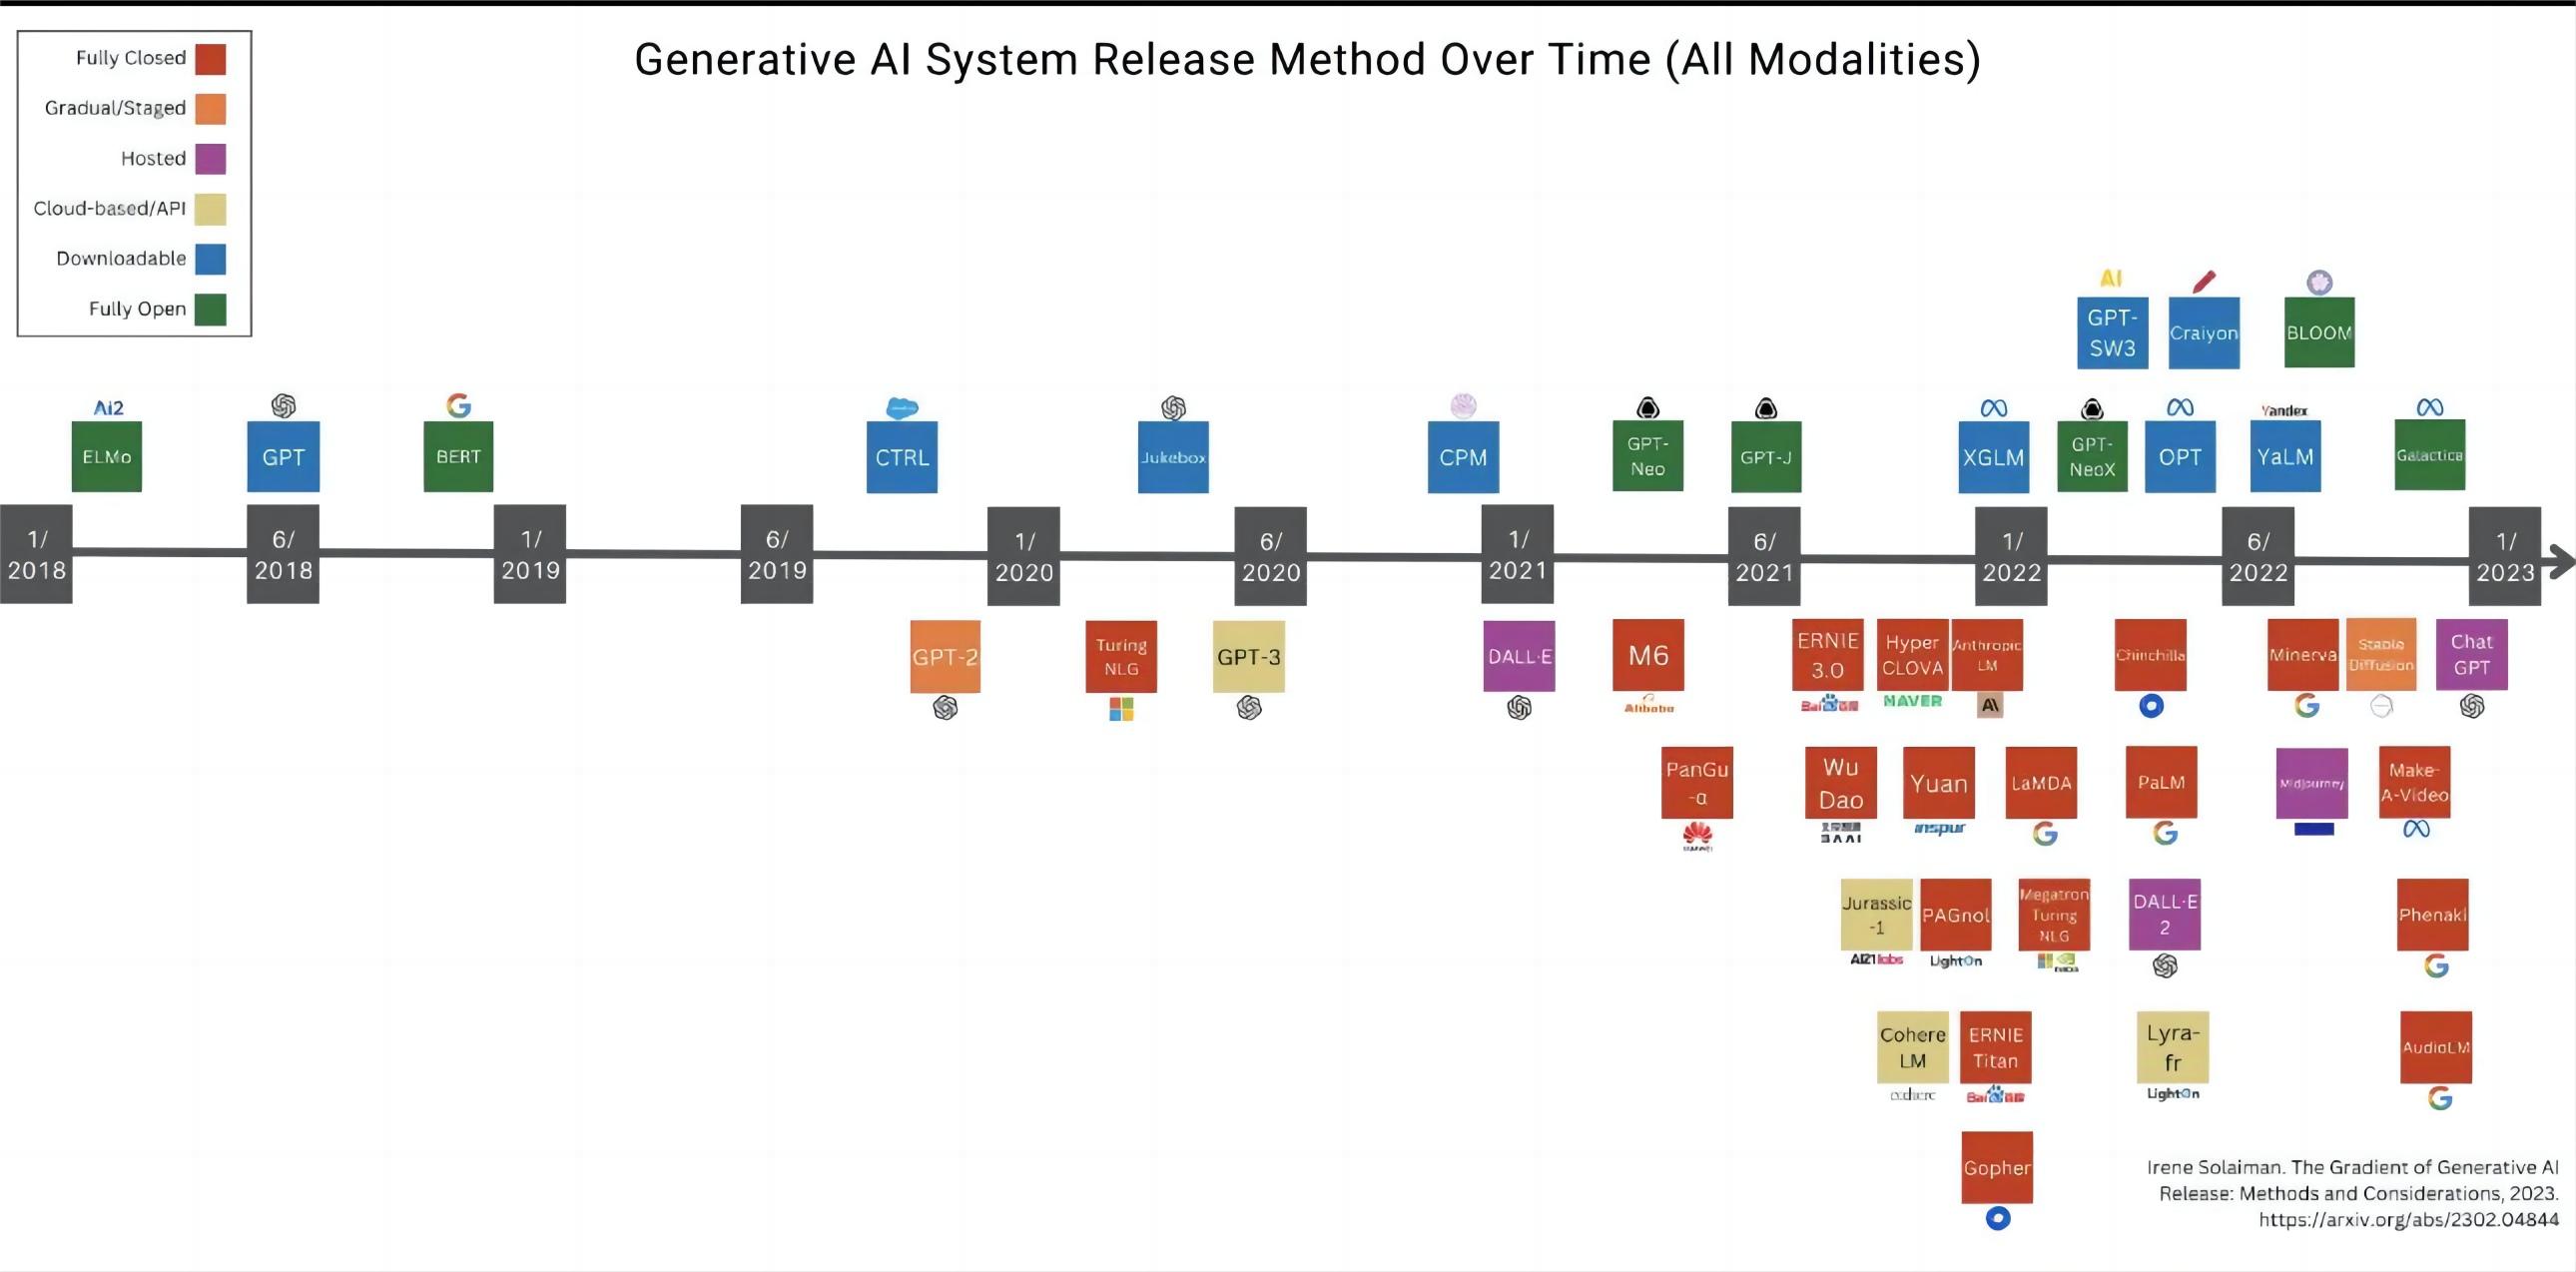 Generative AI System Release Method Over Time (All Modalities)
Fully Closed
Gradual/Staged
Hosted
Cloud-based/API
Downloadable
Fully Open
AI
GPT-
SW3
Craiyon
BLOOM
Ai2
ELMo
GPT
BERT
CTRL
Jukebox
CPM
GPT-
Neo
GPT-J
XGLM
GPT-
NeoX
OPT
Yandex
YaLM
Galactica
1/
2018
6/
2018
1/
2019
6/
2019
1/
2020
6/
2020
1/
2021
6/
2021
1/
2022
6/
2022
1/
2023
GPT-2
Turing
NLG
GPT-3
DALL·E
M6
Alibaba
ERNIE
3.0
Bai
Hyper
CLOVA
NAVER
Anthropic
LM
A\
Chinchilla
Minerva
Stable
Diffusion
Chat
GPT
PanGu
-α
HUAWEI
Wu
Dao
BAAI
Yuan
inspur
LaMDA
PaLM
Midjourney
Make-
A-Video
Jurassic
-1
AI21labs
PAGnol
LightOn
Megatron
Turing
NLG
DALL·E
2
Phenaki
Cohere
LM
cohere
ERNIE
Titan
Bai
Lyra-
fr
LightOn
AudioLM
Gopher
Irene Solaiman. The Gradient of Generative AI
Release: Methods and Considerations, 2023.
https://arxiv.org/abs/2302.04844